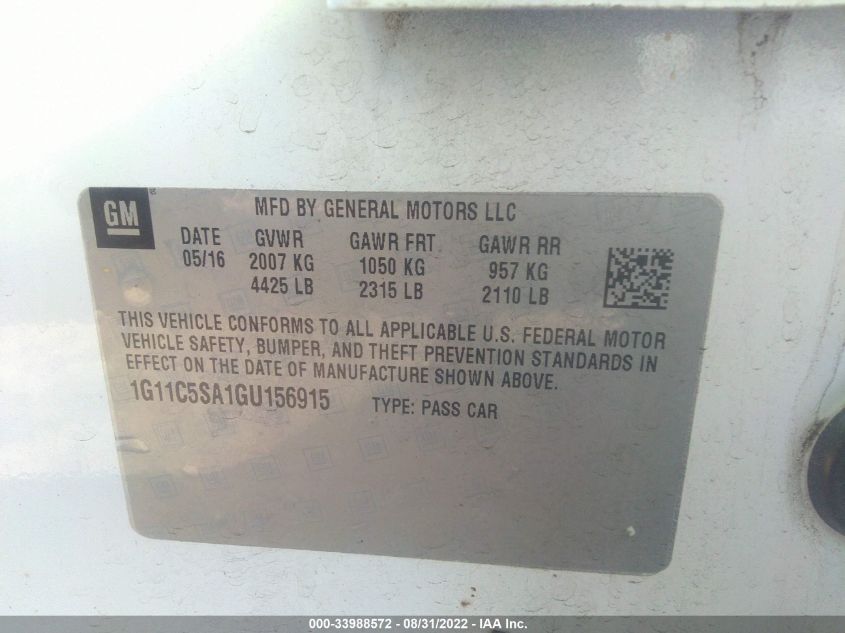 GM
MFD BY GENERAL MOTORS LLC
DATE GVWR GAWR FRT GAWR RR
05/16 2007 KG 1050 KG 957 KG
4425 LB 2315 LB 2110 LB
THIS VEHICLE CONFORMS TO ALL APPLICABLE U.S. FEDERAL MOTOR
VEHICLE SAFETY, BUMPER, AND THEFT PREVENTION STANDARDS IN
EFFECT ON THE DATE OF MANUFACTURE SHOWN ABOVE.
1G11C5SA1GU156915 TYPE: PASS CAR
000-33988572 - 08/31/2022 - IAA Inc.